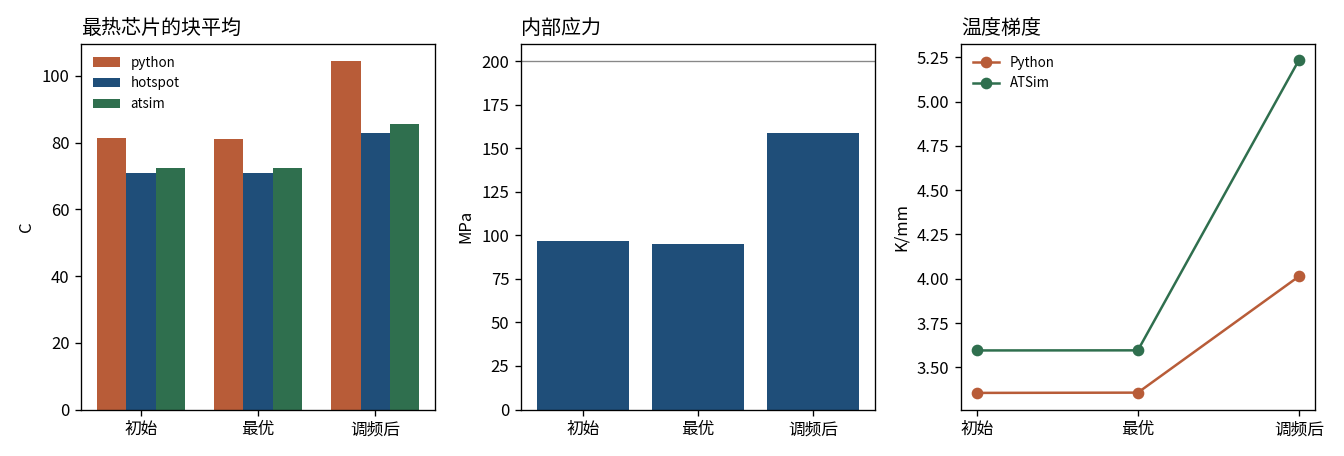 最热芯片的块平均
python
hotspot
atsim
C
100
80
60
40
20
0
初始
最优
调频后
内部应力
MPa
200
175
150
125
100
75
50
25
0
初始
最优
调频后
温度梯度
Python
ATSim
K/mm
5.25
5.00
4.75
4.50
4.25
4.00
3.75
3.50
初始
最优
调频后